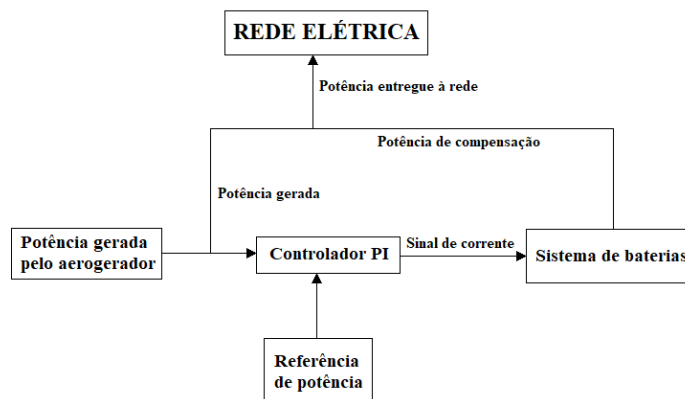 REDE ELÉTRICA
Potência entregue à rede
Potência de compensação
Potência gerada
Potência gerada
pelo aerogerador
Controlador PI
Sinal de corrente
Sistema de baterias
Referência
de potência